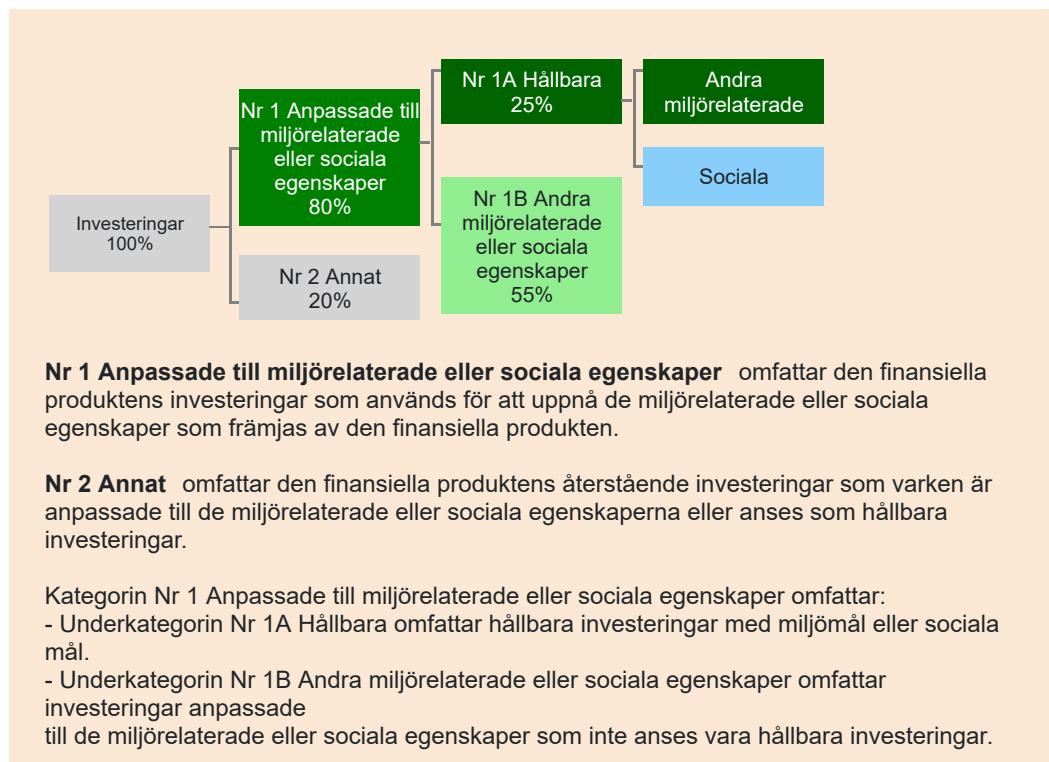 Investeringar
100%
Nr 1 Anpassade till
miljörelaterade
eller sociala
egenskaper
80%
Nr 2 Annat
20%
Nr 1A Hållbara
25%
Nr 1B Andra
miljörelaterade
eller sociala
egenskaper
55%
Andra
miljörelaterade
Sociala
Nr 1 Anpassade till miljörelaterade eller sociala egenskaper omfattar den finansiella
produktens investeringar som används för att uppnå de miljörelaterade eller sociala
egenskaper som främjas av den finansiella produkten.
Nr 2 Annat omfattar den finansiella produktens återstående investeringar som varken är
anpassade till de miljörelaterade eller sociala egenskaperna eller anses som hållbara
investeringar.
Kategorin Nr 1 Anpassade till miljörelaterade eller sociala egenskaper omfattar:
- Underkategorin Nr 1A Hållbara omfattar hållbara investeringar med miljömål eller sociala
mål.
- Underkategorin Nr 1B Andra miljörelaterade eller sociala egenskaper omfattar
investeringar anpassade
till de miljörelaterade eller sociala egenskaper som inte anses vara hållbara investeringar.